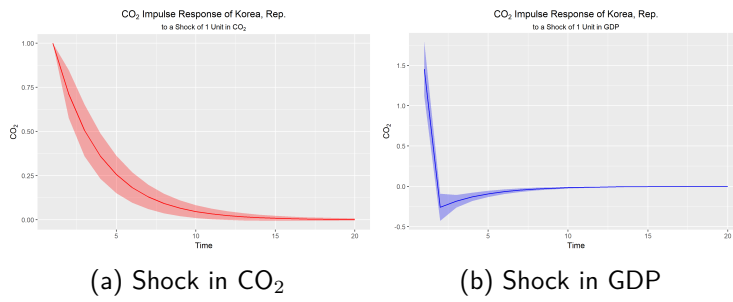 CO₂ Impulse Response of Korea, Rep.
to a Shock of 1 Unit in CO₂
1.00
0.75
0.50
0.25
0.00
CO₂
5
10
15
20
Time
(a) Shock in CO₂
CO₂ Impulse Response of Korea, Rep.
to a Shock of 1 Unit in GDP
1.5
1.0
0.5
0.0
-0.5
CO₂
5
10
15
20
Time
(b) Shock in GDP